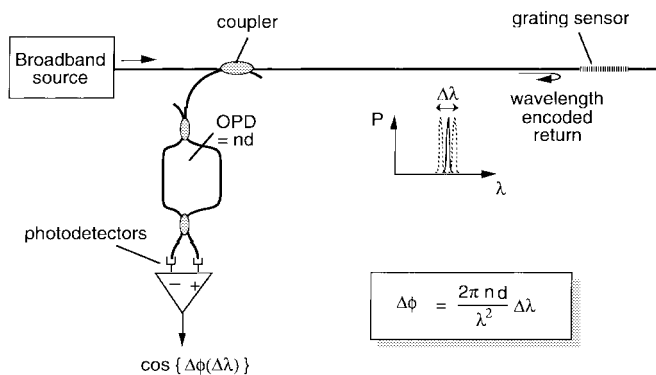 coupler
grating sensor
Broadband
source
OPD
= nd
Δλ
P
λ
wavelength
encoded
return
photodetectors
− +
Δϕ = 2π n d / λ² Δλ
cos { Δϕ(Δλ) }